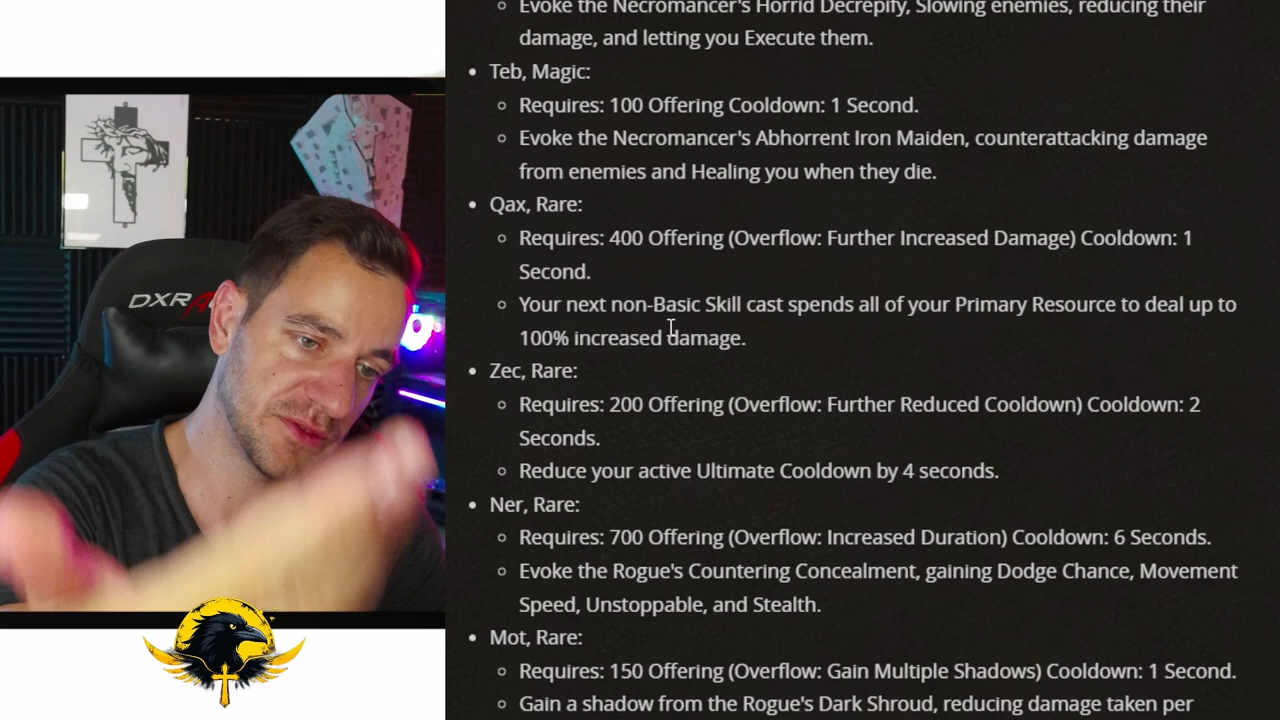 Evoke the Necromancer's Horrid Decrepify, Slowing enemies, reducing their
damage, and letting you Execute them.
Teb, Magic:
Requires: 100 Offering Cooldown: 1 Second.
Evoke the Necromancer's Abhorrent Iron Maiden, counterattacking damage
from enemies and Healing you when they die.
Qax, Rare:
Requires: 400 Offering (Overflow: Further Increased Damage) Cooldown: 1
Second.
Your next non-Basic Skill cast spends all of your Primary Resource to deal up to
100% increased damage.
Zec, Rare:
Requires: 200 Offering (Overflow: Further Reduced Cooldown) Cooldown: 2
Seconds.
Reduce your active Ultimate Cooldown by 4 seconds.
Ner, Rare:
Requires: 700 Offering (Overflow: Increased Duration) Cooldown: 6 Seconds.
Evoke the Rogue's Countering Concealment, gaining Dodge Chance, Movement
Speed, Unstoppable, and Stealth.
Mot, Rare:
Requires: 150 Offering (Overflow: Gain Multiple Shadows) Cooldown: 1 Second.
Gain a shadow from the Rogue's Dark Shroud, reducing damage taken per
DXR